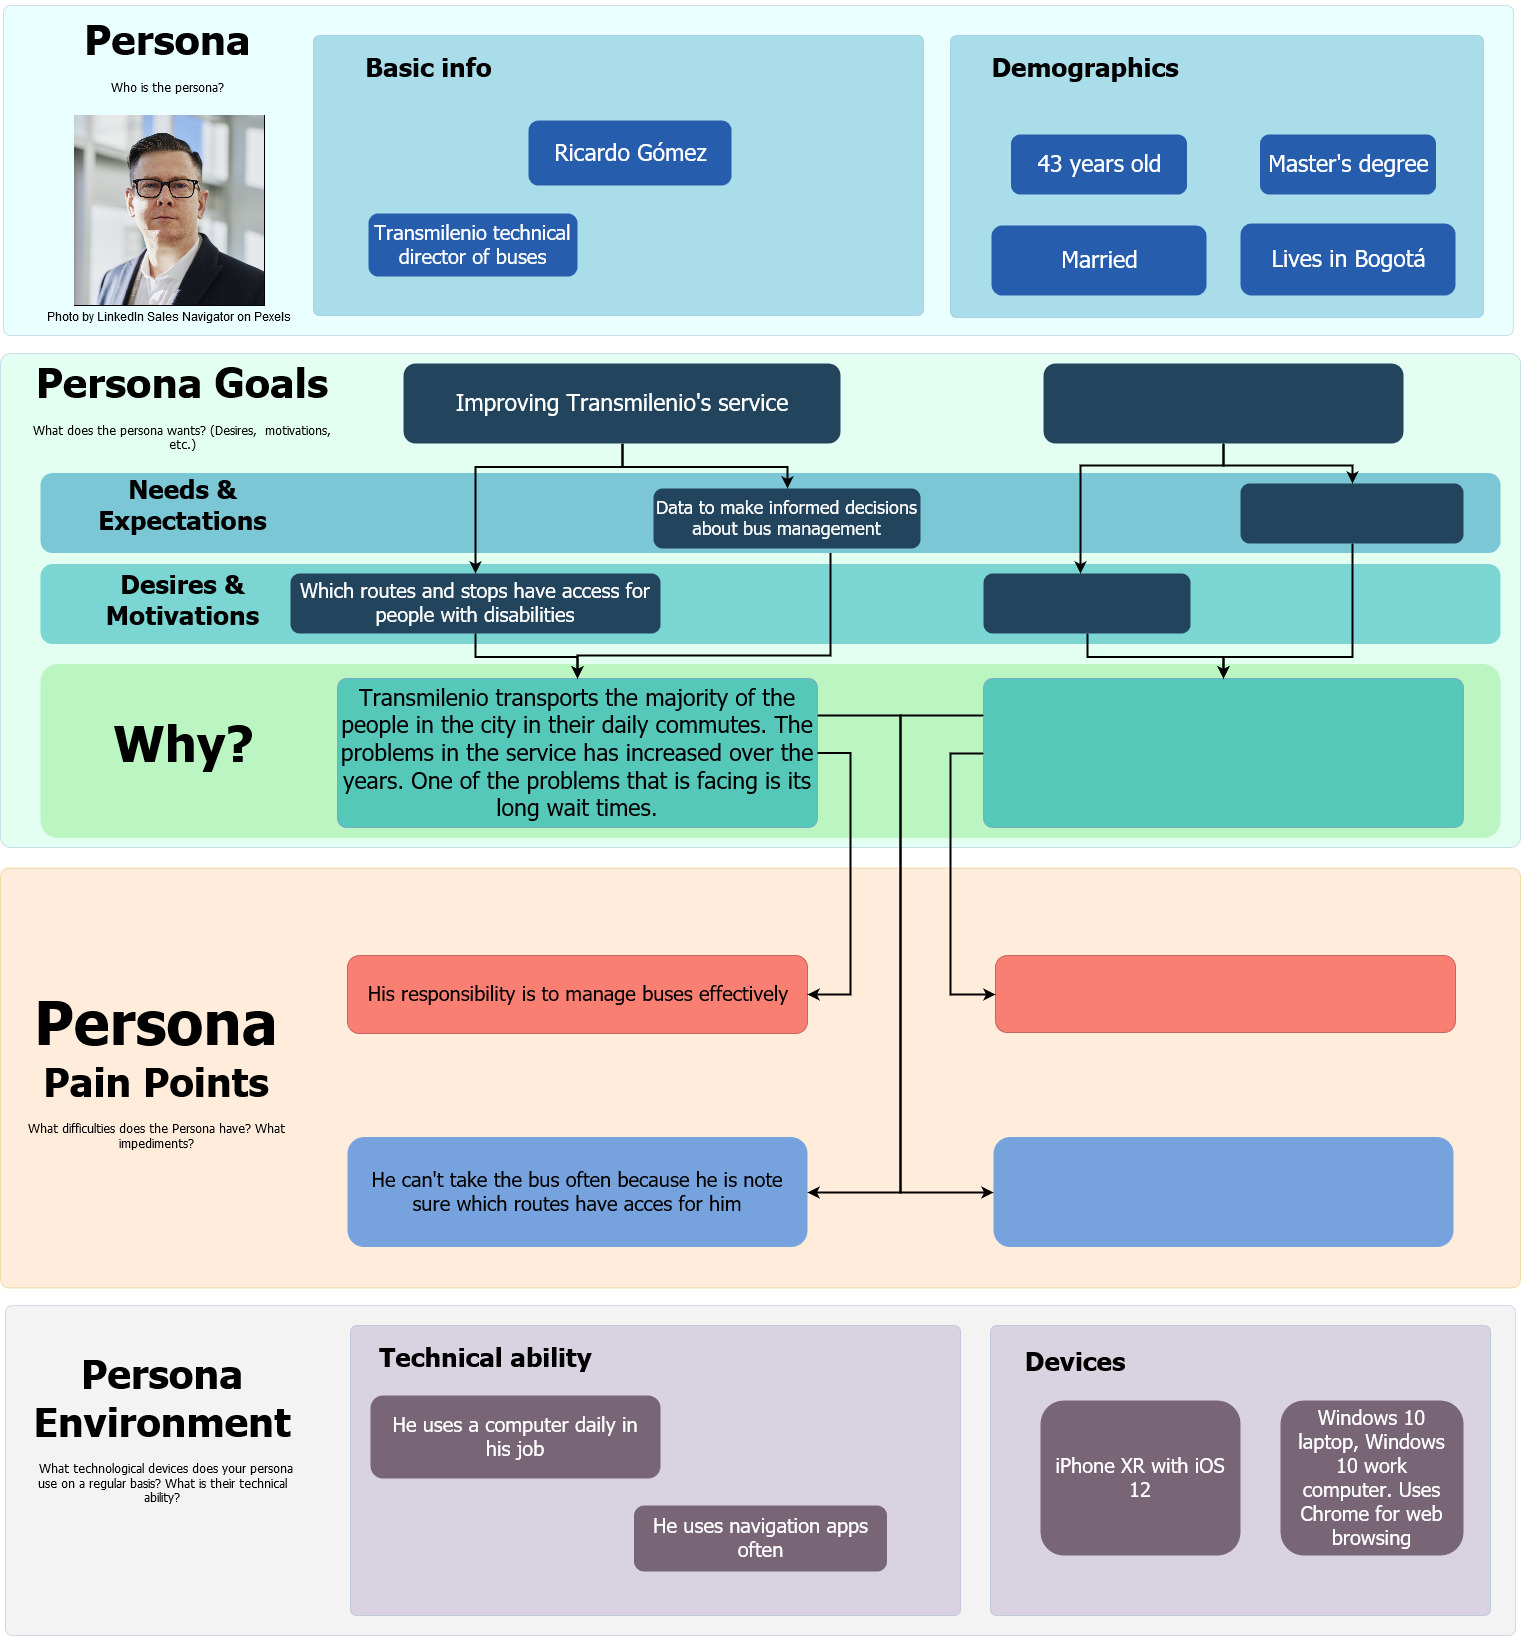 Persona
Who is the persona?
Photo by LinkedIn Sales Navigator on Pexels
Basic info
Ricardo Gómez
Transmilenio technical
director of buses
Demographics
43 years old
Master's degree
Married
Lives in Bogotá
Persona Goals
What does the persona wants? (Desires,  motivations,
etc.)
Improving Transmilenio's service
Needs &
Expectations
Data to make informed decisions
about bus management
Desires &
Motivations
Which routes and stops have access for
people with disabilities
Why?
Transmilenio transports the majority of the
people in the city in their daily commutes. The
problems in the service has increased over the
years. One of the problems that is facing is its
long wait times.
Persona
Pain Points
What difficulties does the Persona have? What
impediments?
His responsibility is to manage buses effectively
He can't take the bus often because he is note
sure which routes have acces for him
Persona
Environment
What technological devices does your persona
use on a regular basis? What is their technical
ability?
Technical ability
He uses a computer daily in
his job
He uses navigation apps
often
Devices
iPhone XR with iOS
12
Windows 10
laptop, Windows
10 work
computer. Uses
Chrome for web
browsing